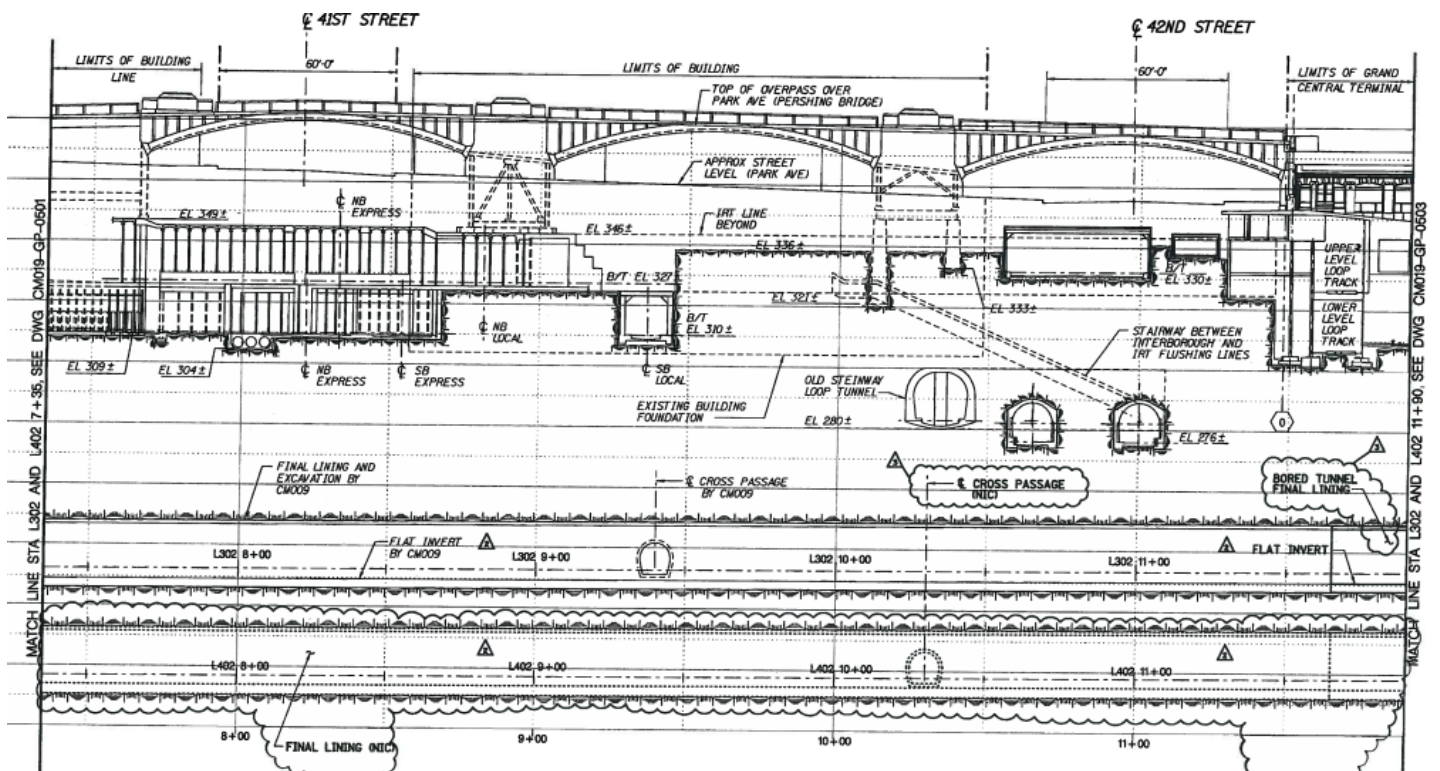 ℄ 41ST STREET
℄ 42ND STREET
LIMITS OF BUILDING
LINE
60'-0"
LIMITS OF BUILDING
60'-0"
LIMITS OF GRAND
CENTRAL TERMINAL
TOP OF OVERPASS OVER
PARK AVE (PERSHING BRIDGE)
APPROX STREET
LEVEL (PARK AVE)
℄ NB
EXPRESS
EL 349±
IRT LINE
BEYOND
EL 346±
EL 336±
B/T EL 327
EL 321±
B/T
EL 330±
EL 333±
B/T
EL 310±
UPPER
LEVEL
LOOP
TRACK
LOWER
LEVEL
LOOP
TRACK
℄ NB
LOCAL
STAIRWAY BETWEEN
INTERBOROUGH AND
IRT FLUSHING LINES
EL 309±
EL 304±
℄ NB
EXPRESS
℄ SB
EXPRESS
℄ SB
LOCAL
OLD STEINWAY
LOOP TUNNEL
EXISTING BUILDING
FOUNDATION
EL 280±
0
EL 276±
FINAL LINING AND
EXCAVATION BY
CM009
℄ CROSS PASSAGE
BY CM009
3
℄ CROSS PASSAGE
(NIC)
3
BORED TUNNEL
FINAL LINING
FLAT INVERT
BY CM009
L302 8+00
2
L302 9+00
L302 10+00
L302 11+00
2
FLAT INVERT
L402 8+00
2
L402 9+00
L402 10+00
L402 11+00
2
FINAL LINING (NIC)
8+00
9+00
10+00
11+00
MATCH LINE STA L302 AND L402 7+35, SEE DWG CM019-GP-0601
MATCH LINE STA L302 AND L402 11+90, SEE DWG CM019-GP-0603